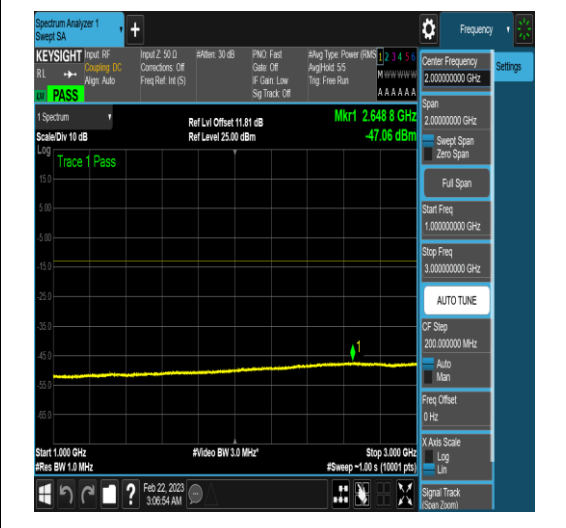 Spectrum Analyzer 1
Swept SA
+
Frequency
KEYSIGHT
RL
PASS
Input: RF
Coupling: DC
Align: Auto
Input Z: 50 Ω
Corrections: Off
Freq Ref: Int (S)
#Atten: 30 dB
PNO: Fast
Gate: Off
IF Gain: Low
Sig Track: Off
#Avg Type: Power (RMS
Avg|Hold: 5/5
Trig: Free Run
1 2 3 4 5 6
M W W W W W
A A A A A A
1 Spectrum
Scale/Div 10 dB
Log
Ref Lvl Offset 11.81 dB
Ref Level 25.00 dBm
Mkr1 2.648 8 GHz
-47.06 dBm
Trace 1 Pass
15.0
5.00
-5.00
-15.0
-25.0
-35.0
-45.0
-55.0
-65.0
1
Start 1.000 GHz
#Res BW 1.0 MHz
#Video BW 3.0 MHz*
Stop 3.000 GHz
#Sweep ~1.00 s (10001 pts)
Center Frequency
2.000000000 GHz
Settings
Span
2.00000000 GHz
Swept Span
Zero Span
Full Span
Start Freq
1.000000000 GHz
Stop Freq
3.000000000 GHz
AUTO TUNE
CF Step
200.000000 MHz
Auto
Man
Freq Offset
0 Hz
X Axis Scale
Log
Lin
Signal Track
(Span Zoom)
?
Feb 22, 2023
3:06:54 AM